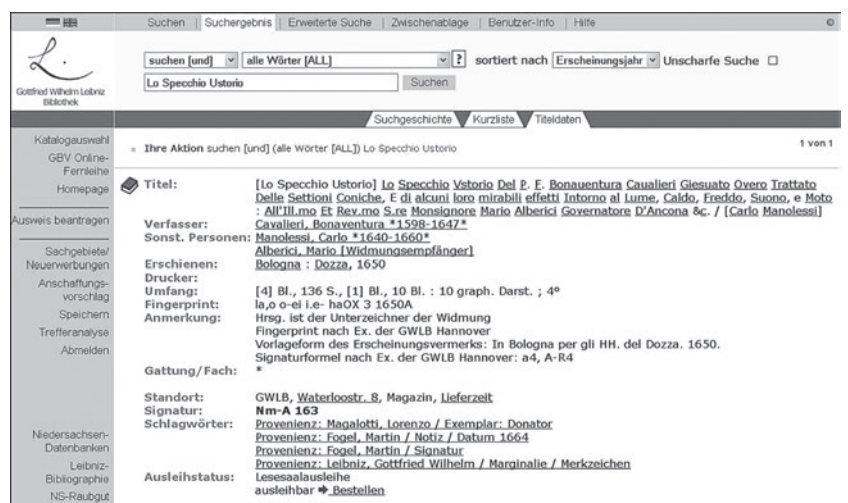 Suchen | Suchergebnis | Erweiterte Suche | Zwischenablage | Benutzer-Info | Hilfe ©
L.
Gottfried Wilhelm Leibniz
Bibliothek
suchen [und] alle Wörter [ALL] ? sortiert nach Erscheinungsjahr Unscharfe Suche
Lo Specchio Ustorio Suchen
Suchgeschichte Kurzliste Titeldaten
Katalogauswahl
GBV Online-
Fernleihe
Homepage
Ausweis beantragen
Sachgebiete/
Neuerwerbungen
Anschaffungs-
vorschlag
Speichern
Trefferanalyse
Abmelden
Niedersachsen-
Datenbanken
Leibniz-
Bibliographie
NS-Raubgut
Ihre Aktion suchen [und] (alle Wörter [ALL]) Lo Specchio Ustorio 1 von 1
Titel: [Lo Specchio Ustorio] Lo Specchio Vstorio Del P. F. Bonauentura Caualieri Giesuato Overo Trattato
Delle Settioni Coniche, E di alcuni loro mirabili effetti Intorno al Lume, Caldo, Freddo, Suono, e Moto
: All'Ill.mo Et Rev.mo S.re Monsignore Mario Alberici Governatore D'Ancona &c. / [Carlo Manolessi]
Verfasser: Cavalieri, Bonaventura *1598-1647*
Sonst. Personen: Manolessi, Carlo *1640-1660*
Alberici, Mario [Widmungsempfänger]
Erschienen: Bologna : Dozza, 1650
Drucker:
Umfang: [4] Bl., 136 S., [1] Bl., 10 Bl. : 10 graph. Darst. ; 4º
Fingerprint: la,o o-ei i.e- haOX 3 1650A
Anmerkung: Hrsg. ist der Unterzeichner der Widmung
Fingerprint nach Ex. der GWLB Hannover
Vorlageform des Erscheinungsvermerks: In Bologna per gli HH. del Dozza. 1650.
Signaturformel nach Ex. der GWLB Hannover: a4, A-R4
Gattung/Fach: *
Standort: GWLB, Waterloostr. 8, Magazin, Lieferzeit
Signatur: Nm-A 163
Schlagwörter: Provenienz: Magalotti, Lorenzo / Exemplar: Donator
Provenienz: Fogel, Martin / Notiz / Datum 1664
Provenienz: Fogel, Martin / Signatur
Provenienz: Leibniz, Gottfried Wilhelm / Marginalie / Merkzeichen
Ausleihstatus: Lesesaalausleihe
ausleihbar Bestellen